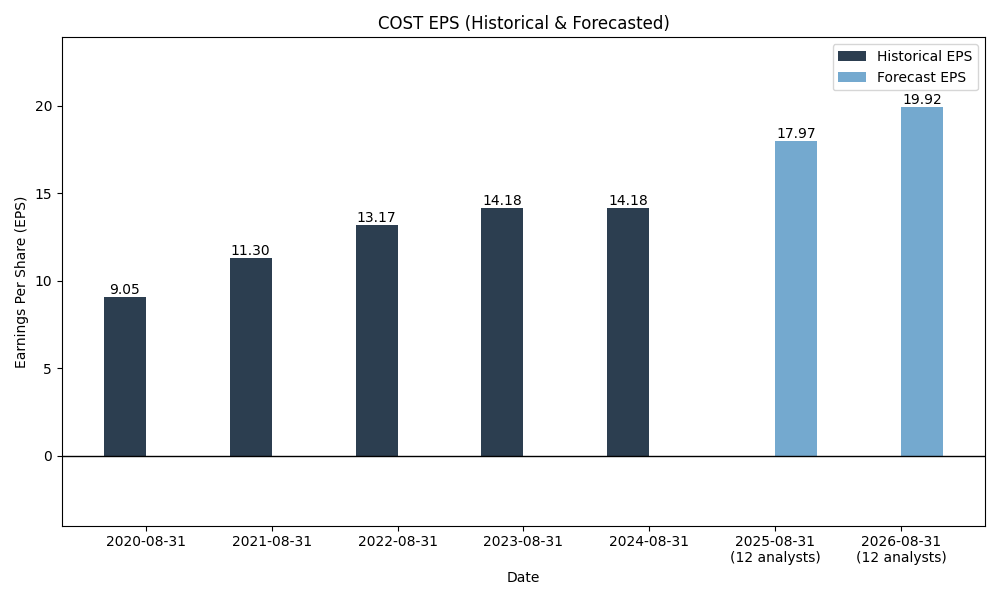 COST EPS (Historical & Forecasted)
Historical EPS
Forecast EPS
Earnings Per Share (EPS)
20
15
10
5
0
9.05
11.30
13.17
14.18
14.18
17.97
19.92
2020-08-31
2021-08-31
2022-08-31
2023-08-31
2024-08-31
2025-08-31
(12 analysts)
2026-08-31
(12 analysts)
Date